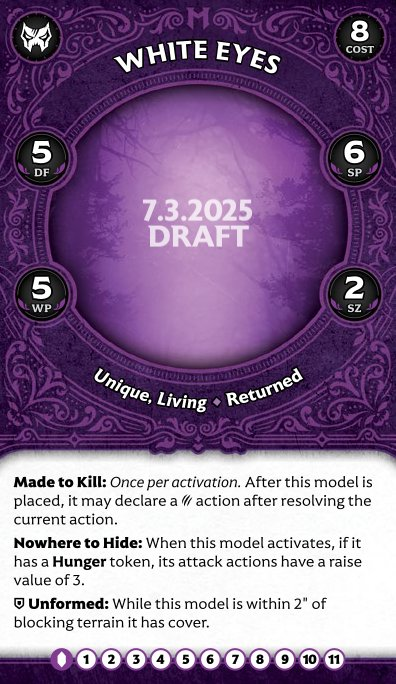 8
COST
WHITE EYES
5
DF
6
SP
7.3.2025
DRAFT
5
WP
2
SZ
Unique, Living ◆ Returned
Made to Kill: Once per activation. After this model is
placed, it may declare a action after resolving the
current action.
Nowhere to Hide: When this model activates, if it
has a Hunger token, its attack actions have a raise
value of 3.
Unformed: While this model is within 2" of
blocking terrain it has cover.
1 2 3 4 5 6 7 8 9 10 11